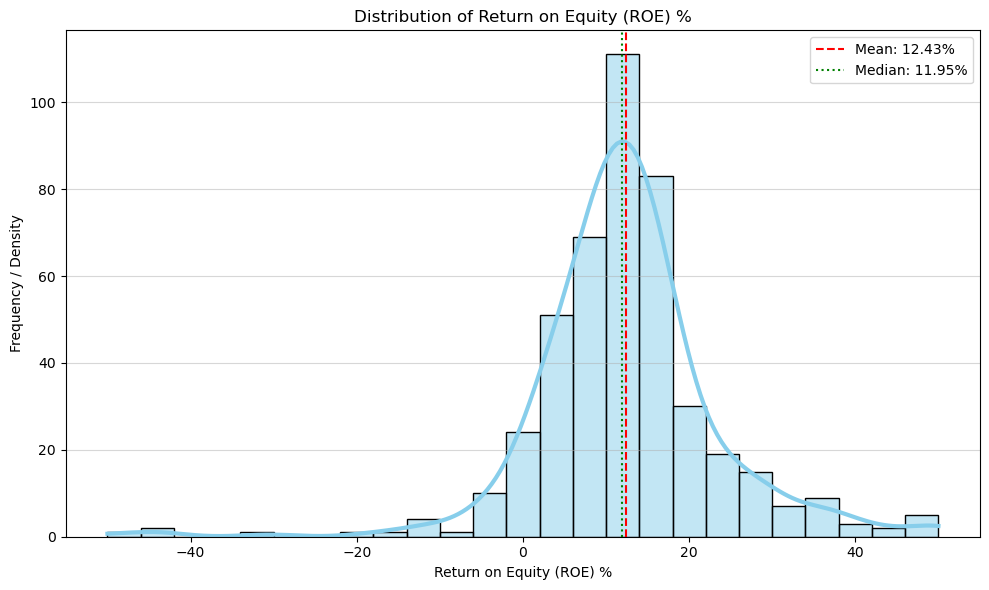 Distribution of Return on Equity (ROE) %
Mean: 12.43%
Median: 11.95%
Frequency / Density
100
80
60
40
20
0
−40
−20
0
20
40
Return on Equity (ROE) %